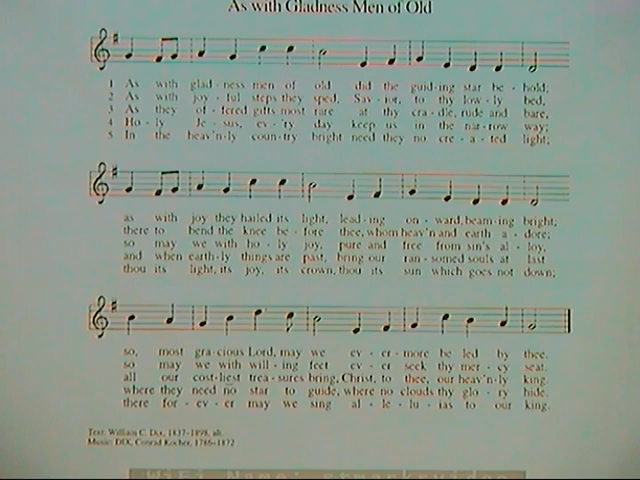 As with Gladness Men of Old
1 As with glad - ness men of old did the guid - ing star be - hold;
2 As with joy - ful steps they sped, Sav - ior, to thy low - ly bed,
3 As they of - fered gifts most rare at thy cra - dle, rude and bare,
4 Ho - ly Je - sus, ev - 'ry day keep us in the nar - row way;
5 In the heav'n - ly coun - try bright need they no cre - a - ted light;
as with joy they hailed its light, lead - ing on - ward, beam - ing bright;
there to bend the knee be - fore thee, whom heav'n and earth a - dore;
so may we with ho - ly joy, pure and free from sin's al - loy,
and when earth - ly things are past, bring our ran - somed souls at last
thou its light, its joy, its crown, thou its sun which goes not down;
so, most gra - cious Lord, may we ev - er - more be led by thee.
so may we with will - ing feet ev - er seek thy mer - cy seat.
all our cost - liest trea - sures bring, Christ, to thee, our heav'n - ly king.
where they need no star to guide, where no clouds thy glo - ry hide.
there for - ev - er may we sing al - le - lu - ias to our king.
Text: William C. Dix, 1837-1898, alt.
Music: DIX, Conrad Kocher, 1786-1872
WiFi Name: